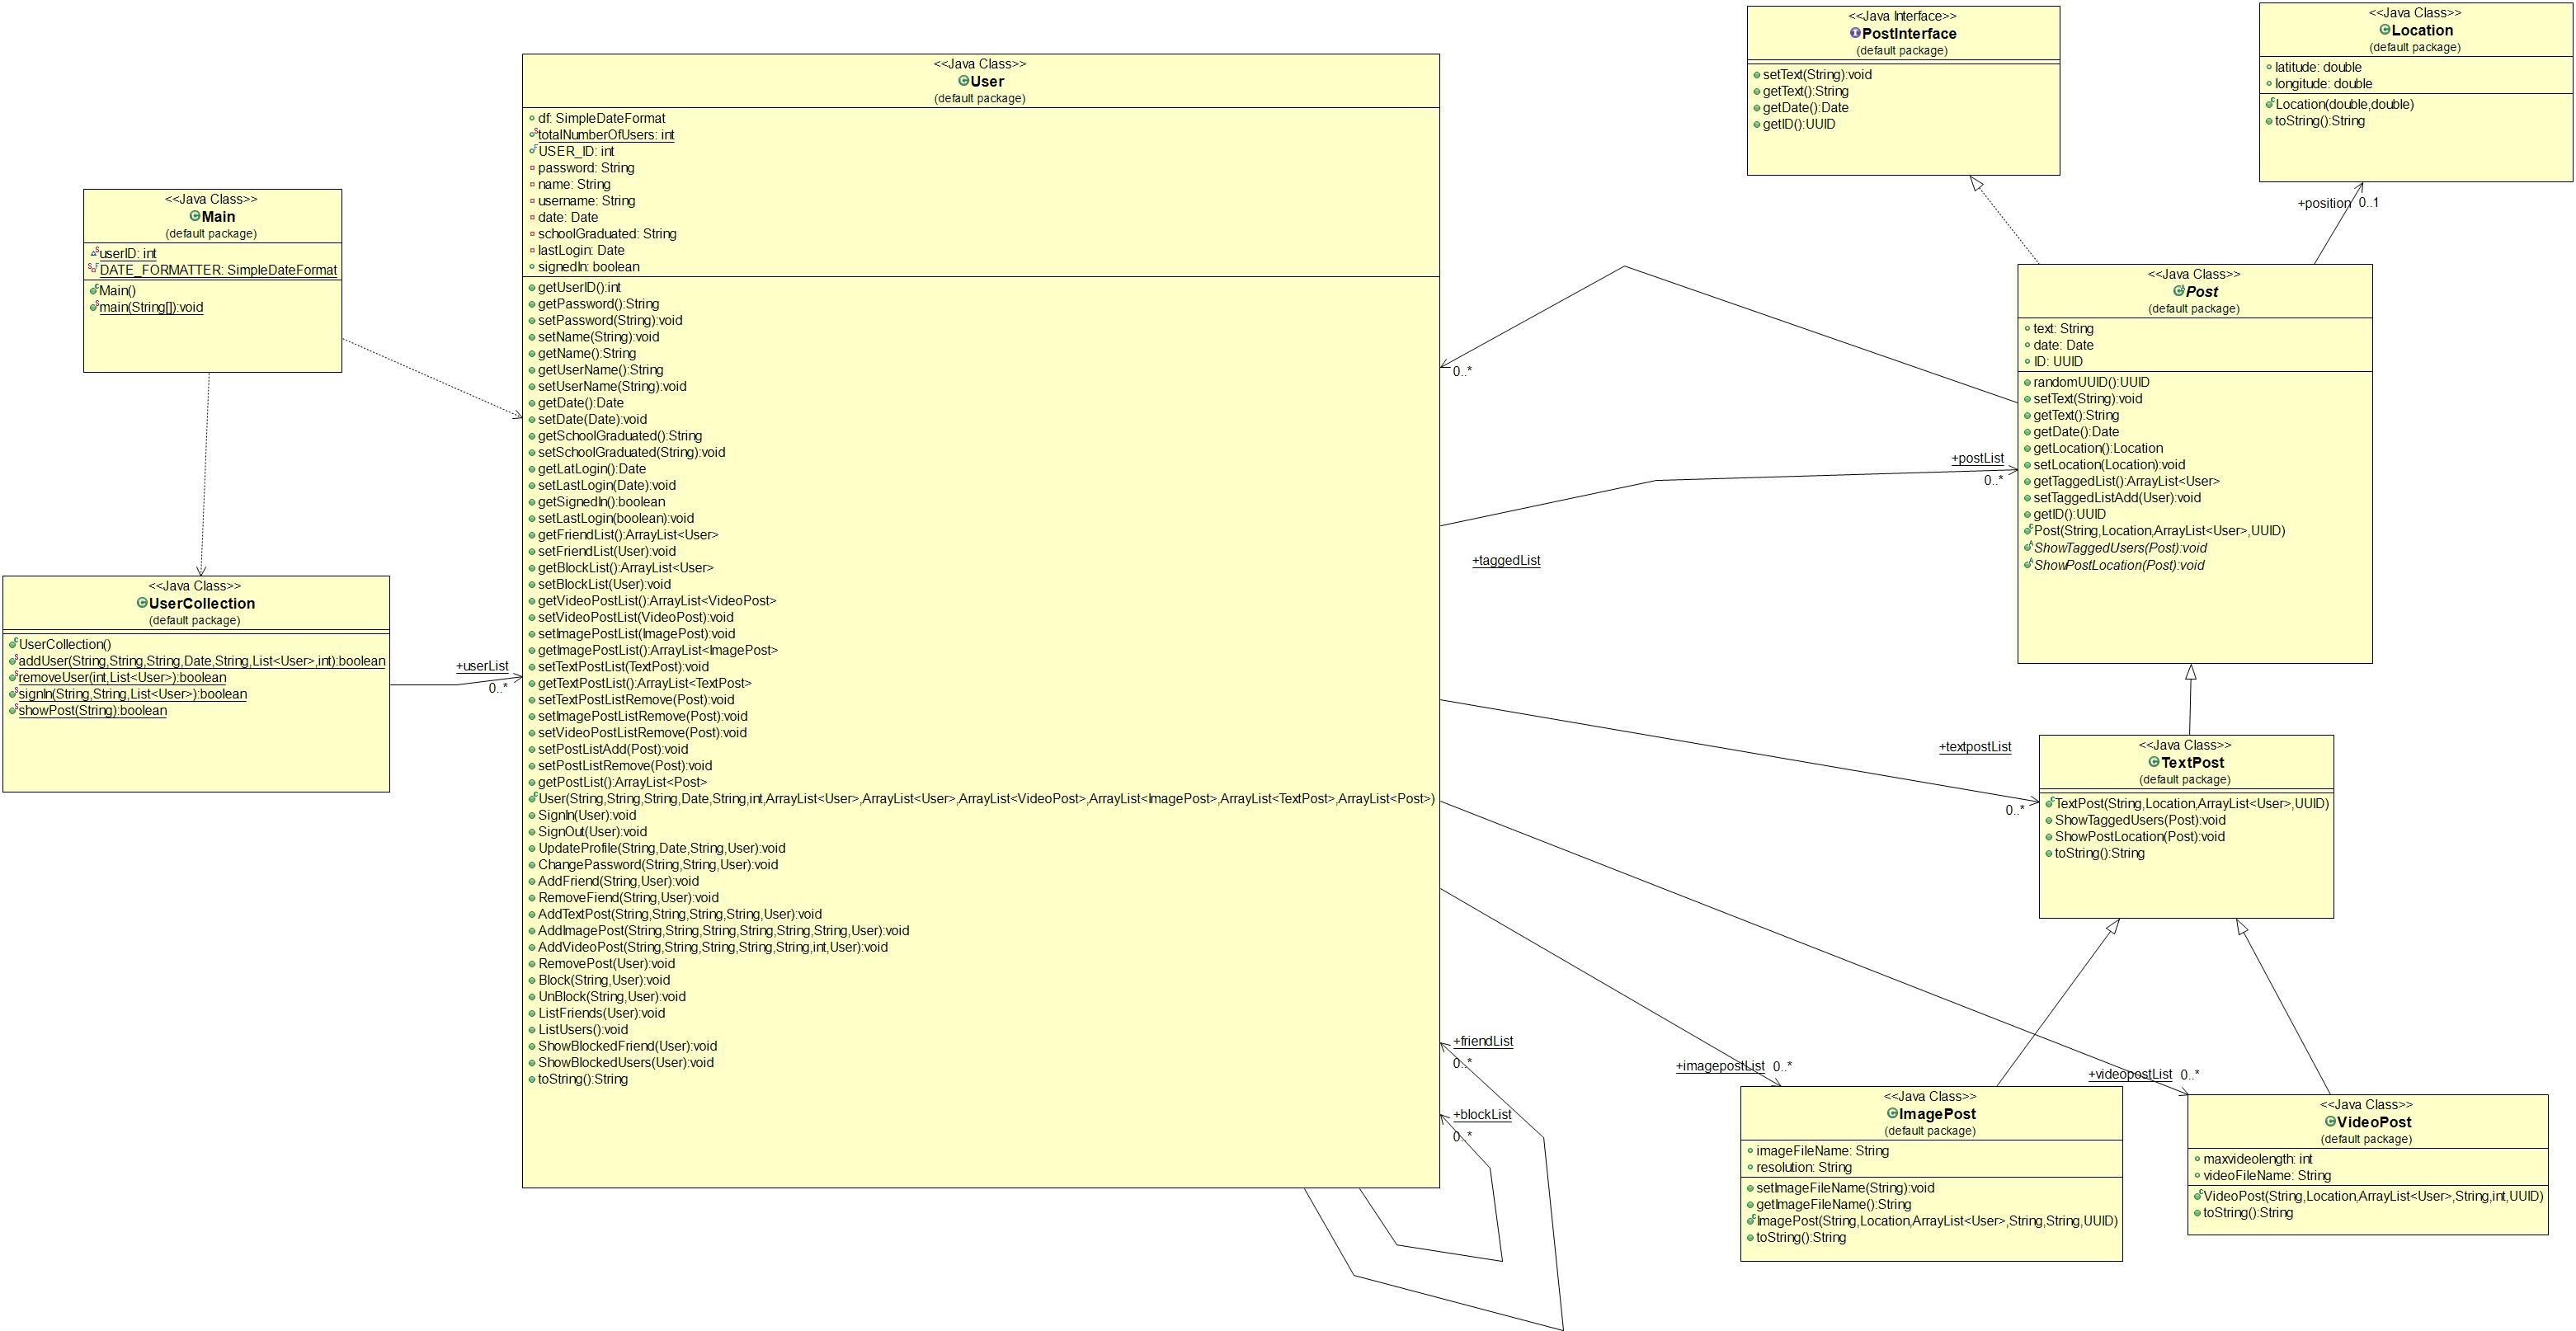 <<Java Class>>
Main
(default package)
userID: int
DATE_FORMATTER: SimpleDateFormat
Main()
main(String[]):void
<<Java Class>>
UserCollection
(default package)
UserCollection()
addUser(String,String,String,Date,String,List<User>,int):boolean
removeUser(int,List<User>):boolean
signIn(String,String,List<User>):boolean
showPost(String):boolean
+userList
0..*
<<Java Class>>
User
(default package)
df: SimpleDateFormat
totalNumberOfUsers: int
USER_ID: int
password: String
name: String
username: String
date: Date
schoolGraduated: String
lastLogin: Date
signedIn: boolean
getUserID():int
getPassword():String
setPassword(String):void
setName(String):void
getName():String
getUserName():String
setUserName(String):void
getDate():Date
setDate(Date):void
getSchoolGraduated():String
setSchoolGraduated(String):void
getLatLogin():Date
setLastLogin(Date):void
getSignedIn():boolean
setLastLogin(boolean):void
getFriendList():ArrayList<User>
setFriendList(User):void
getBlockList():ArrayList<User>
setBlockList(User):void
getVideoPostList():ArrayList<VideoPost>
setVideoPostList(VideoPost):void
setImagePostList(ImagePost):void
getImagePostList():ArrayList<ImagePost>
setTextPostList(TextPost):void
getTextPostList():ArrayList<TextPost>
setTextPostListRemove(Post):void
setImagePostListRemove(Post):void
setVideoPostListRemove(Post):void
setPostListAdd(Post):void
setPostListRemove(Post):void
getPostList():ArrayList<Post>
User(String,String,String,Date,String,int,ArrayList<User>,ArrayList<User>,ArrayList<VideoPost>,ArrayList<ImagePost>,ArrayList<TextPost>,ArrayList<Post>)
SignIn(User):void
SignOut(User):void
UpdateProfile(String,Date,String,User):void
ChangePassword(String,String,User):void
AddFriend(String,User):void
RemoveFiend(String,User):void
AddTextPost(String,String,String,String,User):void
AddImagePost(String,String,String,String,String,String,User):void
AddVideoPost(String,String,String,String,String,int,User):void
RemovePost(User):void
Block(String,User):void
UnBlock(String,User):void
ListFriends(User):void
ListUsers():void
ShowBlockedFriend(User):void
ShowBlockedUsers(User):void
toString():String
0..*
+postList
0..*
+taggedList
+textpostList
0..*
+friendList
0..*
+blockList
0..*
+imagepostList 0..*
+videopostList 0..*
<<Java Interface>>
PostInterface
(default package)
setText(String):void
getText():String
getDate():Date
getID():UUID
<<Java Class>>
Location
(default package)
latitude: double
longitude: double
Location(double,double)
toString():String
+position 0..1
<<Java Class>>
Post
(default package)
text: String
date: Date
ID: UUID
randomUUID():UUID
setText(String):void
getText():String
getDate():Date
getLocation():Location
setLocation(Location):void
getTaggedList():ArrayList<User>
setTaggedListAdd(User):void
getID():UUID
Post(String,Location,ArrayList<User>,UUID)
ShowTaggedUsers(Post):void
ShowPostLocation(Post):void
<<Java Class>>
TextPost
(default package)
TextPost(String,Location,ArrayList<User>,UUID)
ShowTaggedUsers(Post):void
ShowPostLocation(Post):void
toString():String
<<Java Class>>
ImagePost
(default package)
imageFileName: String
resolution: String
setImageFileName(String):void
getImageFileName():String
ImagePost(String,Location,ArrayList<User>,String,String,UUID)
toString():String
<<Java Class>>
VideoPost
(default package)
maxvideolength: int
videoFileName: String
VideoPost(String,Location,ArrayList<User>,String,int,UUID)
toString():String